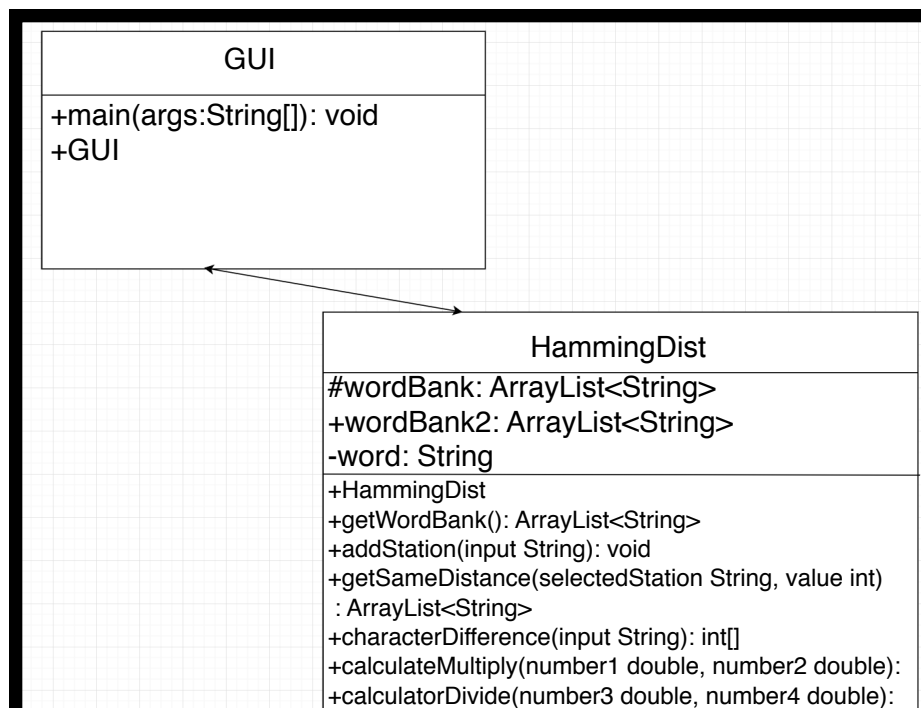 GUI
+main(args:String[]): void
+GUI
HammingDist
#wordBank: ArrayList<String>
+wordBank2: ArrayList<String>
-word: String
+HammingDist
+getWordBank(): ArrayList<String>
+addStation(input String): void
+getSameDistance(selectedStation String, value int)
: ArrayList<String>
+characterDifference(input String): int[]
+calculateMultiply(number1 double, number2 double):
+calculatorDivide(number3 double, number4 double):